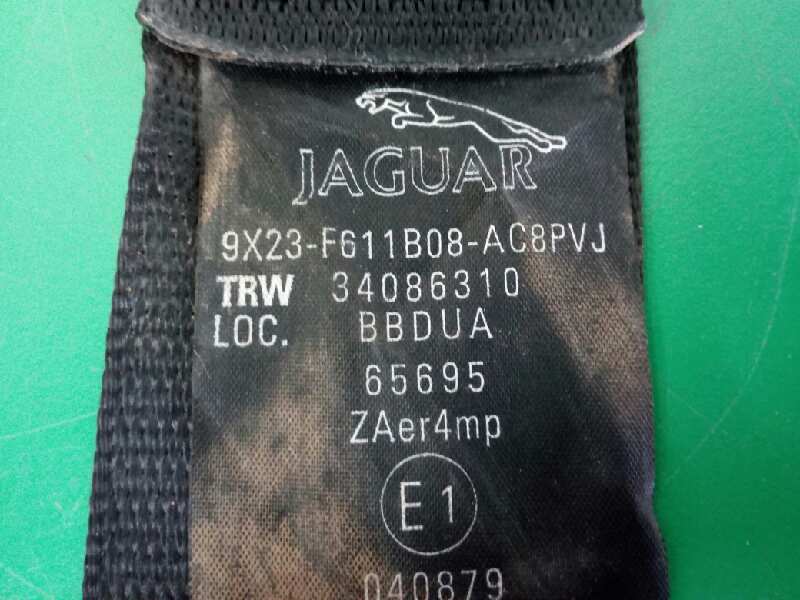 JAGUAR
9X23-F611B08-AC8PVJ
TRW 34086310
LOC. BBDUA
65695
ZAer4mp
E1
040879